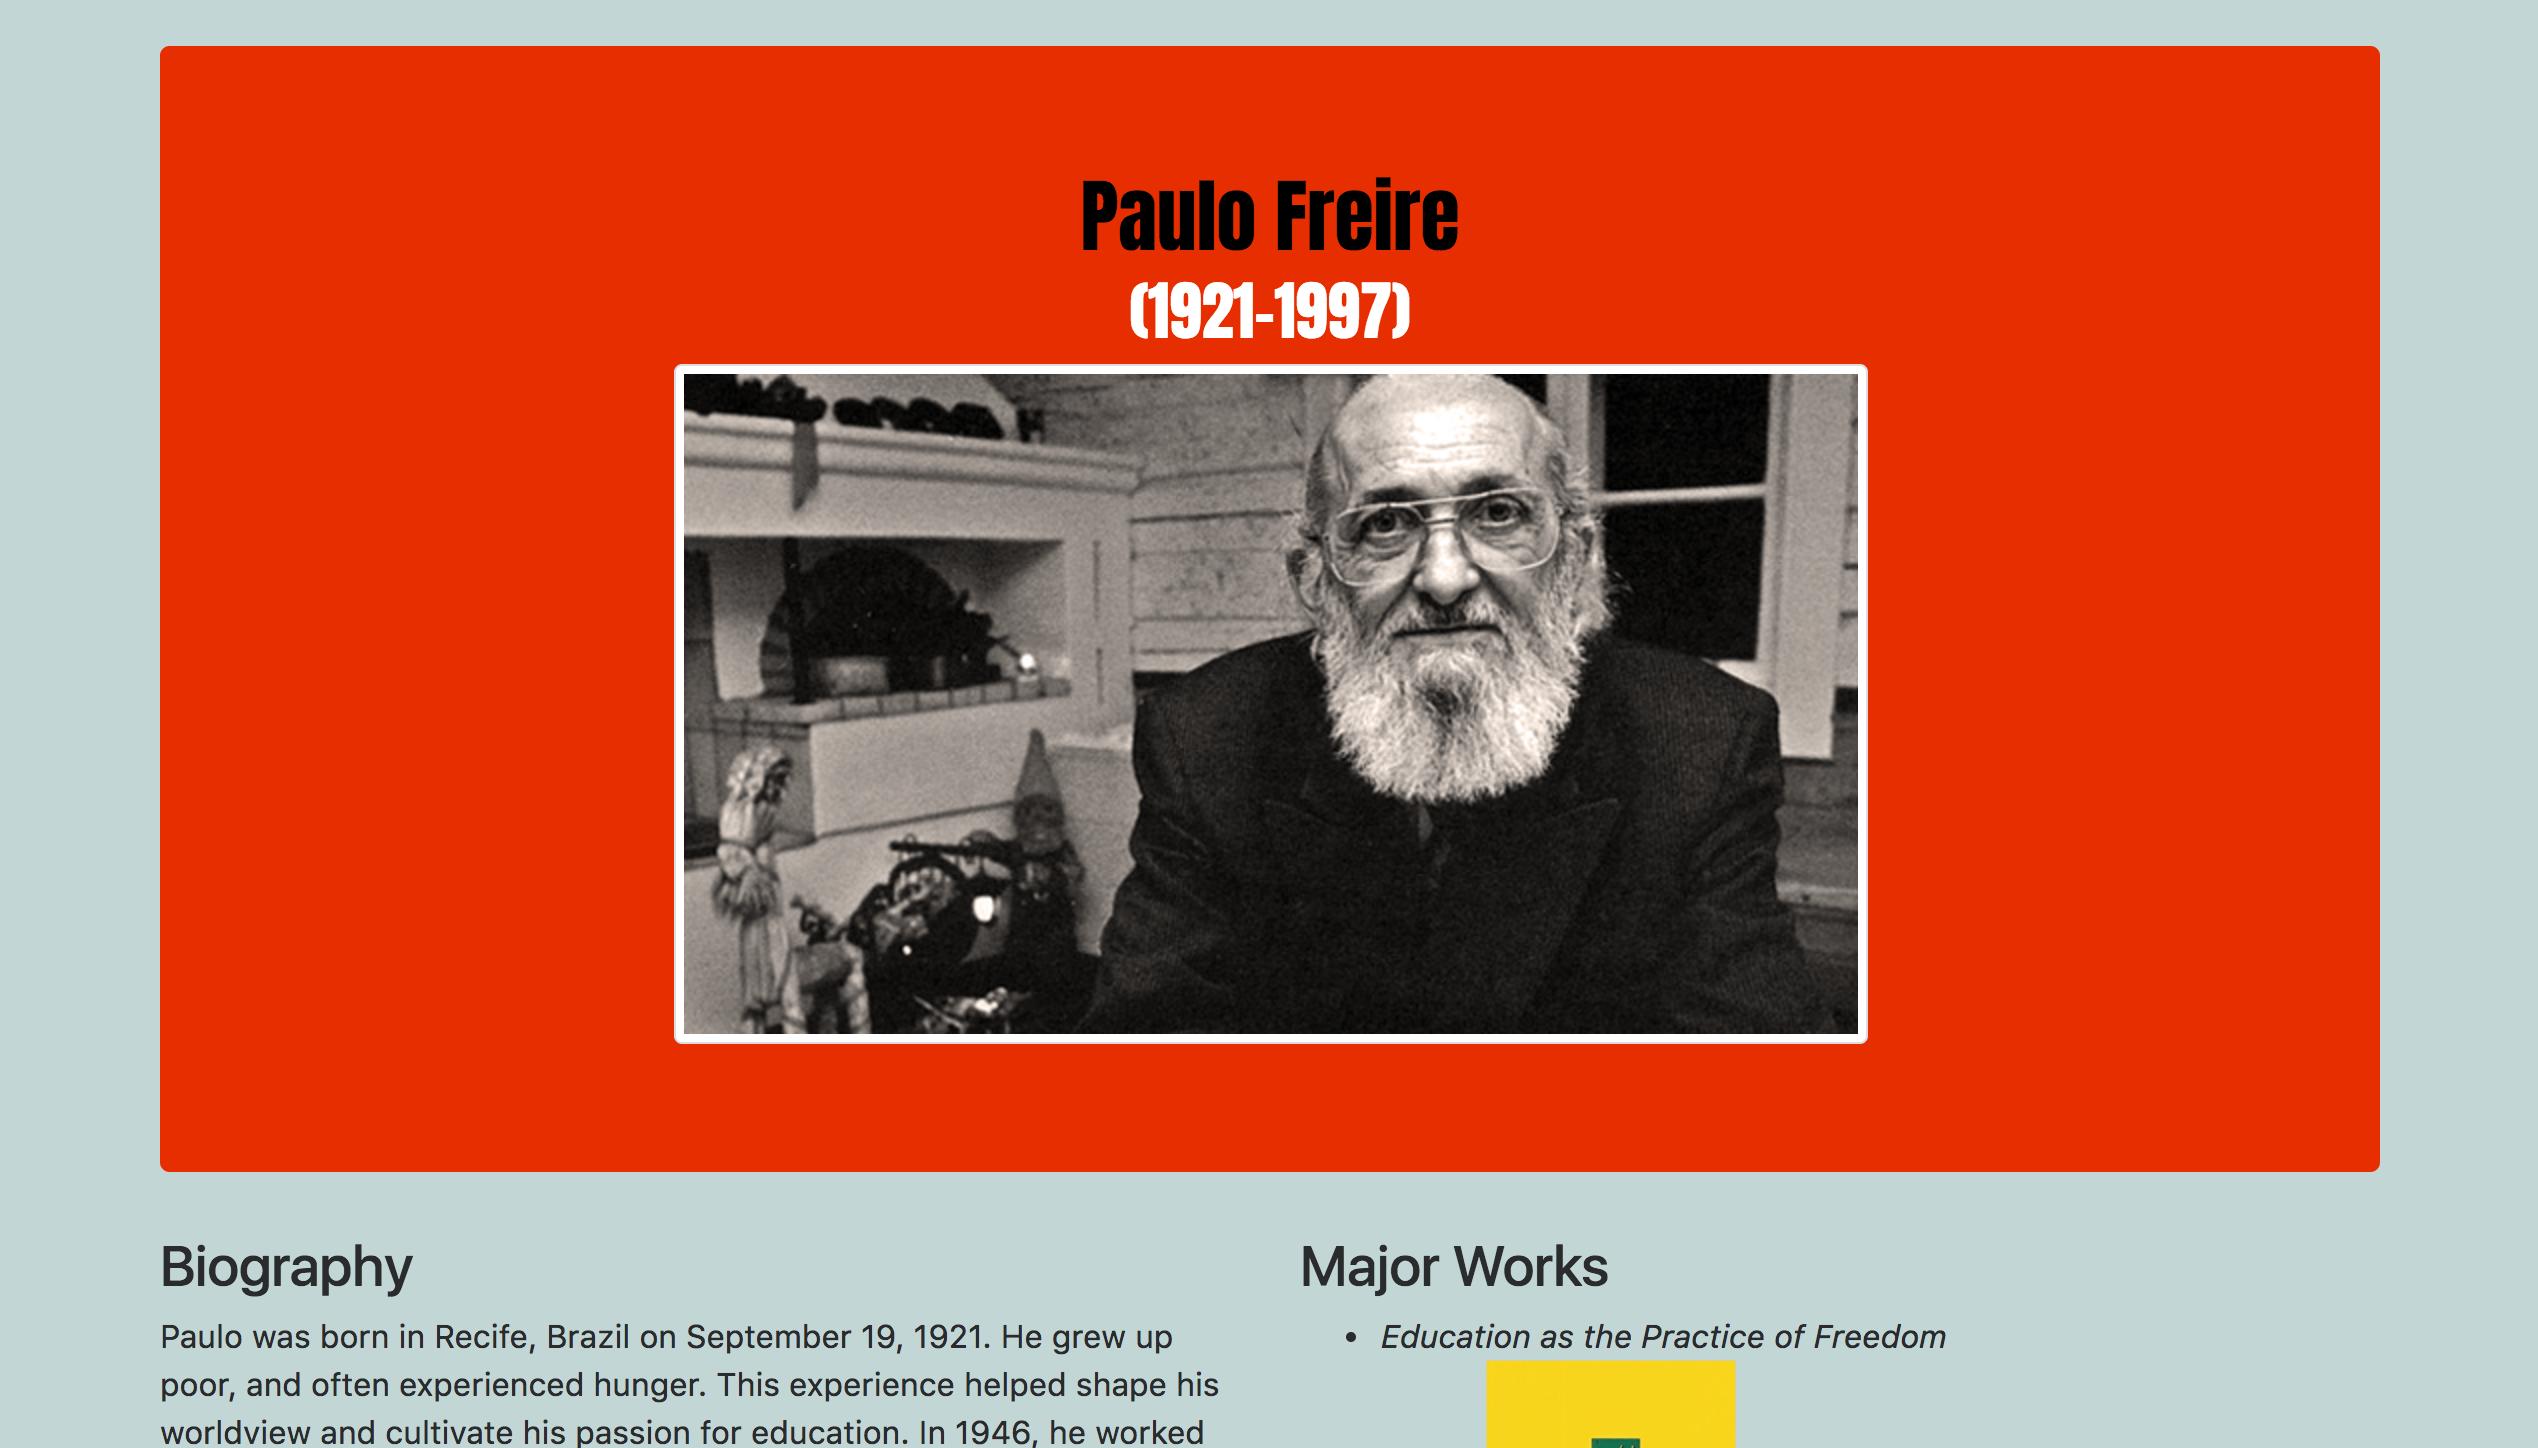 Paulo Freire
(1921-1997)
Biography
Paulo was born in Recife, Brazil on September 19, 1921. He grew up
poor, and often experienced hunger. This experience helped shape his
worldview and cultivate his passion for education. In 1946, he worked
Major Works
• Education as the Practice of Freedom